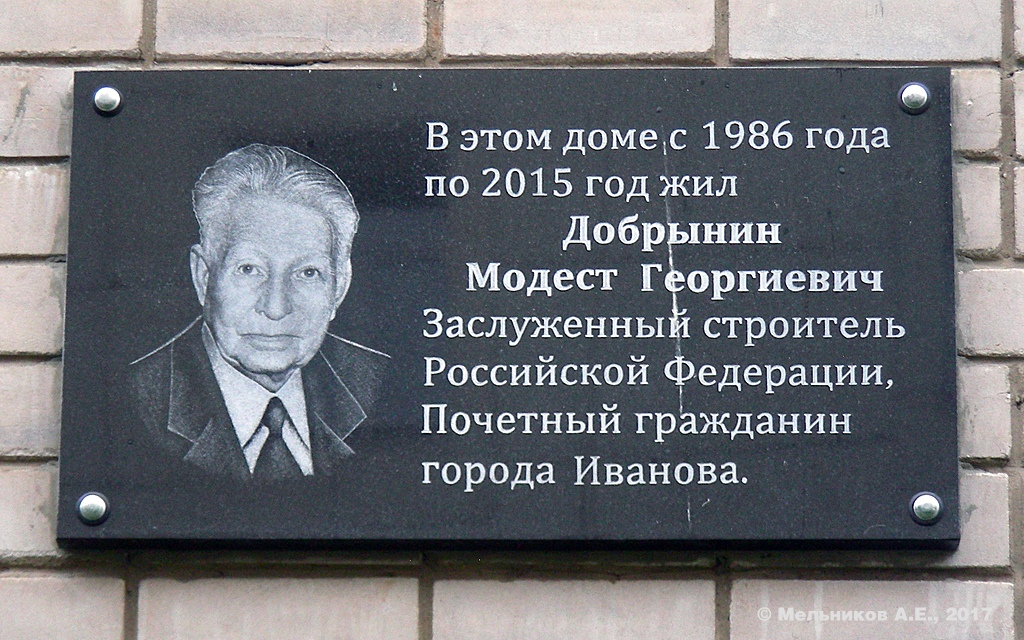 В этом доме с 1986 года
по 2015 год жил
Добрынин
Модест Георгиевич
Заслуженный строитель
Российской Федерации,
Почетный гражданин
города Иванова.
© Мельников А.Е., 2017